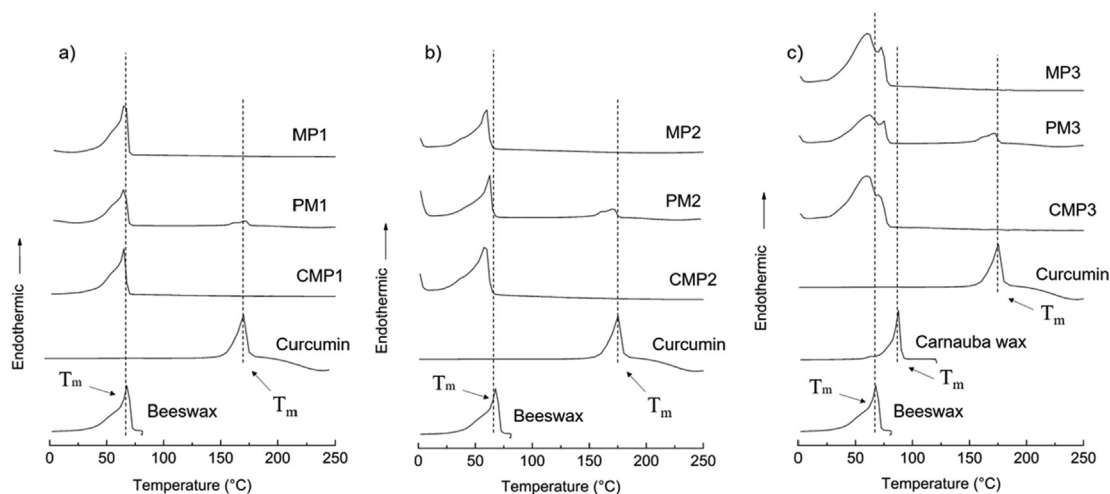 a)
MP1
PM1
CMP1
Curcumin
Tm
Tm
Beeswax
Endothermic
0 50 100 150 200 250
Temperature (°C)
b)
MP2
PM2
CMP2
Curcumin
Tm
Tm
Beeswax
Endothermic
0 50 100 150 200 250
Temperature (°C)
c)
MP3
PM3
CMP3
Curcumin
Tm
Carnauba wax
Tm
Tm
Beeswax
Endothermic
0 50 100 150 200 250
Temperature (°C)